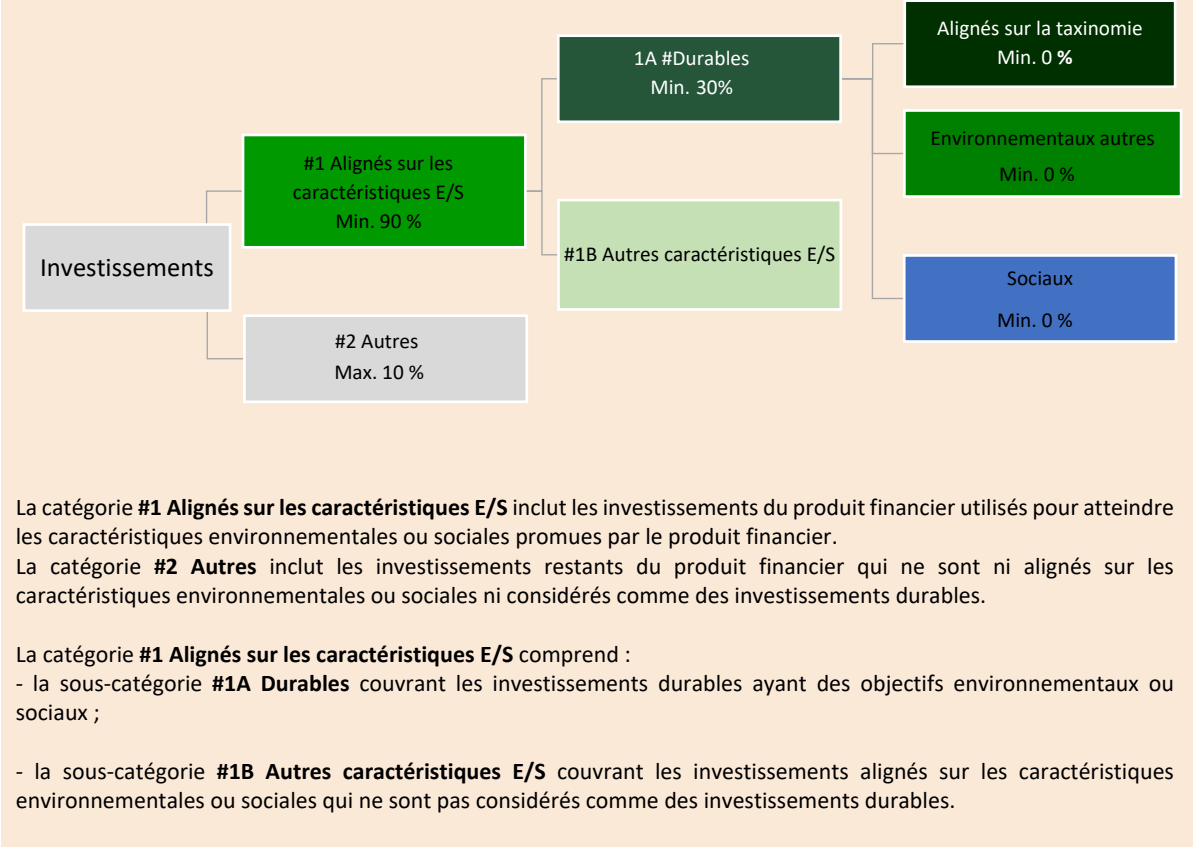 Alignés sur la taxinomie
Min. 0 %
1A #Durables
Min. 30%
Environnementaux autres
Min. 0 %
#1 Alignés sur les
caractéristiques E/S
Min. 90 %
Investissements
#1B Autres caractéristiques E/S
Sociaux
Min. 0 %
#2 Autres
Max. 10 %
La catégorie #1 Alignés sur les caractéristiques E/S inclut les investissements du produit financier utilisés pour atteindre
les caractéristiques environnementales ou sociales promues par le produit financier.
La catégorie #2 Autres inclut les investissements restants du produit financier qui ne sont ni alignés sur les
caractéristiques environnementales ou sociales ni considérés comme des investissements durables.
La catégorie #1 Alignés sur les caractéristiques E/S comprend :
- la sous-catégorie #1A Durables couvrant les investissements durables ayant des objectifs environnementaux ou
sociaux ;
- la sous-catégorie #1B Autres caractéristiques E/S couvrant les investissements alignés sur les caractéristiques
environnementales ou sociales qui ne sont pas considérés comme des investissements durables.